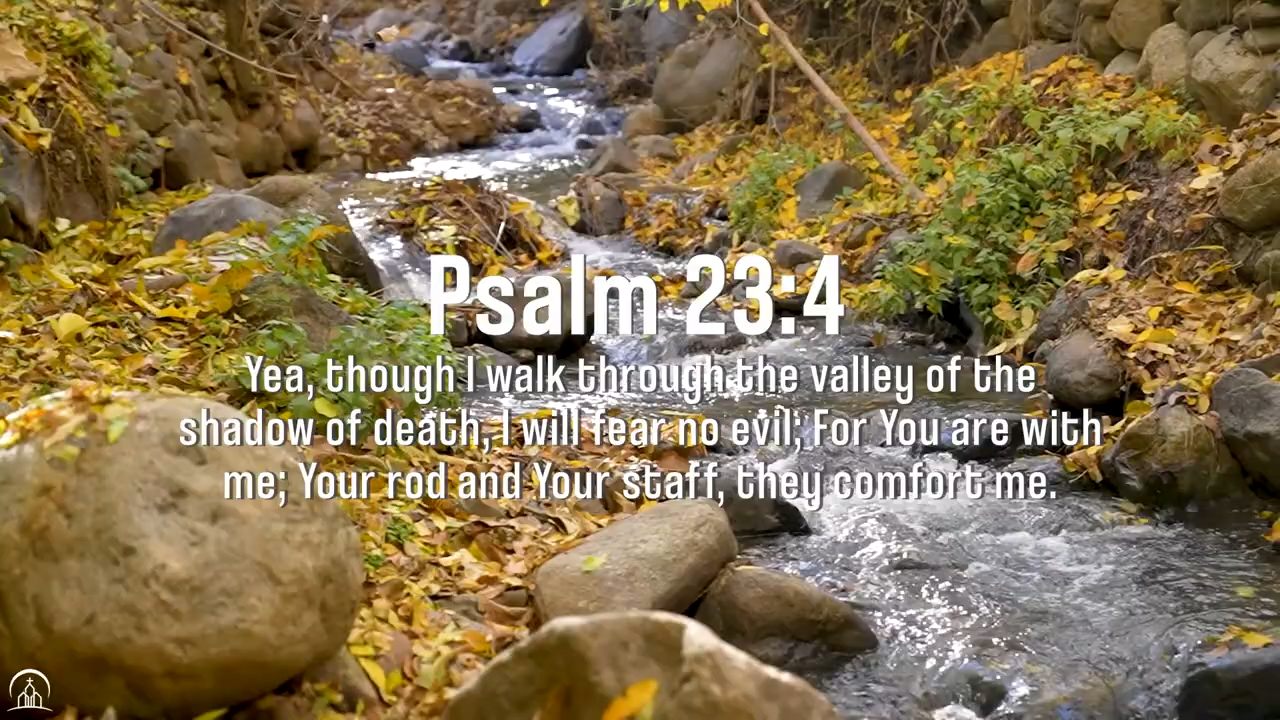 Psalm 23:4
Yea, though I walk through the valley of the
shadow of death, I will fear no evil; For You are with
me; Your rod and Your staff, they comfort me.